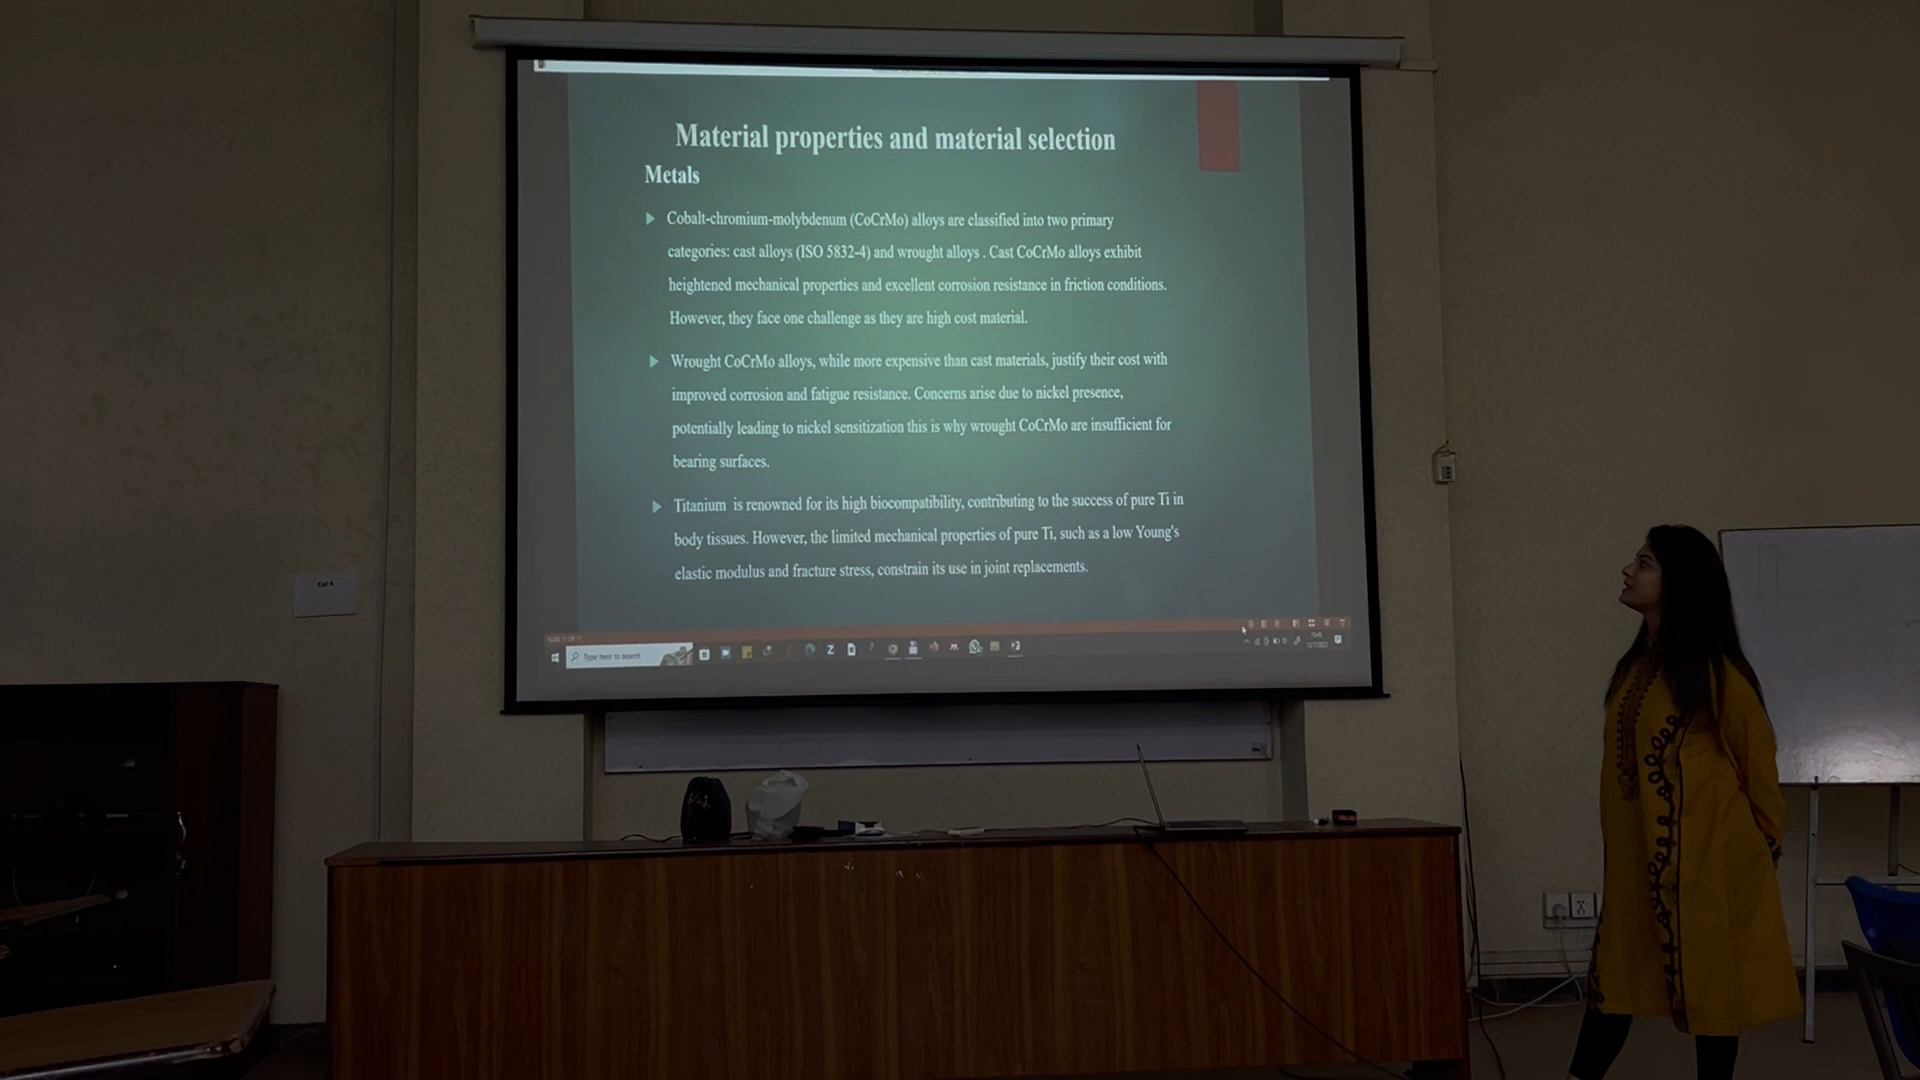 Material properties and material selection
Metals
Cobalt-chromium-molybdenum (CoCrMo) alloys are classified into two primary
categories: cast alloys (ISO 5832-4) and wrought alloys . Cast CoCrMo alloys exhibit
heightened mechanical properties and excellent corrosion resistance in friction conditions.
However, they face one challenge as they are high cost material.
Wrought CoCrMo alloys, while more expensive than cast materials, justify their cost with
improved corrosion and fatigue resistance. Concerns arise due to nickel presence,
potentially leading to nickel sensitization this is why wrought CoCrMo are insufficient for
bearing surfaces.
Titanium is renowned for its high biocompatibility, contributing to the success of pure Ti in
body tissues. However, the limited mechanical properties of pure Ti, such as a low Young's
elastic modulus and fracture stress, constrain its use in joint replacements.
Type here to search
Z
Col 4